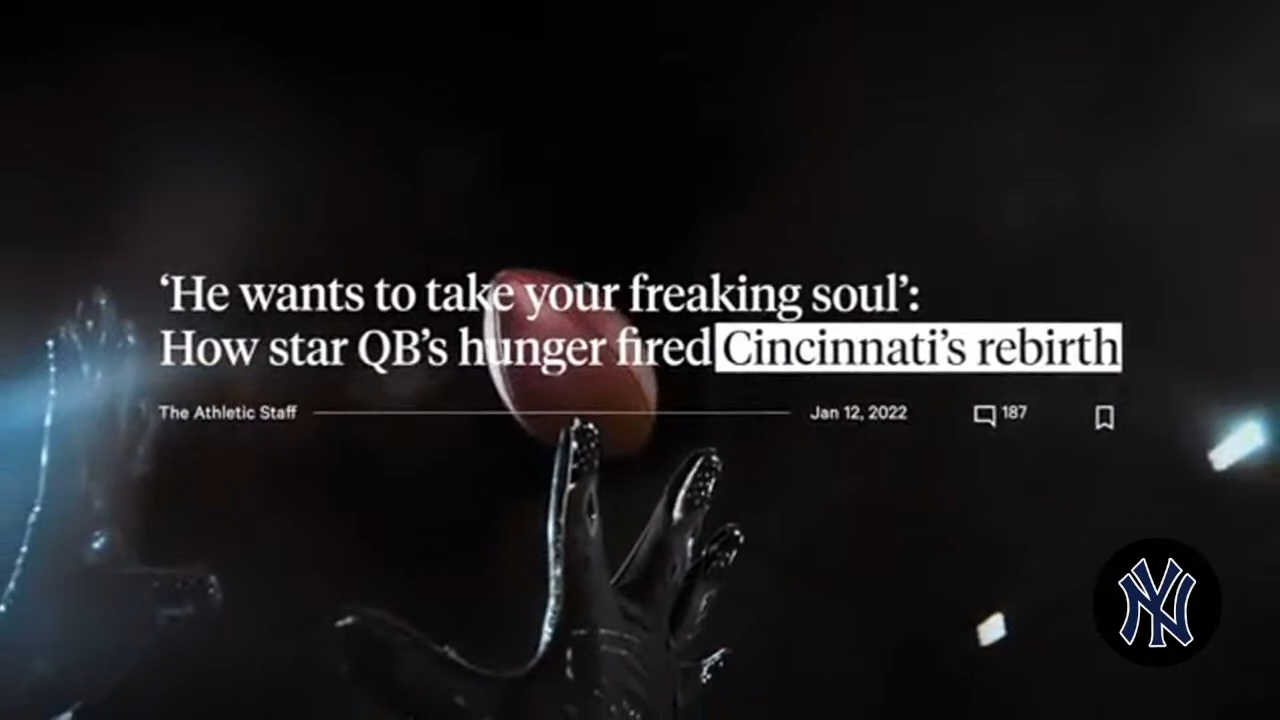 ‘He wants to take your freaking soul’:
How star QB’s hunger fired Cincinnati’s rebirth
The Athletic Staff Jan 12, 2022 187
NY